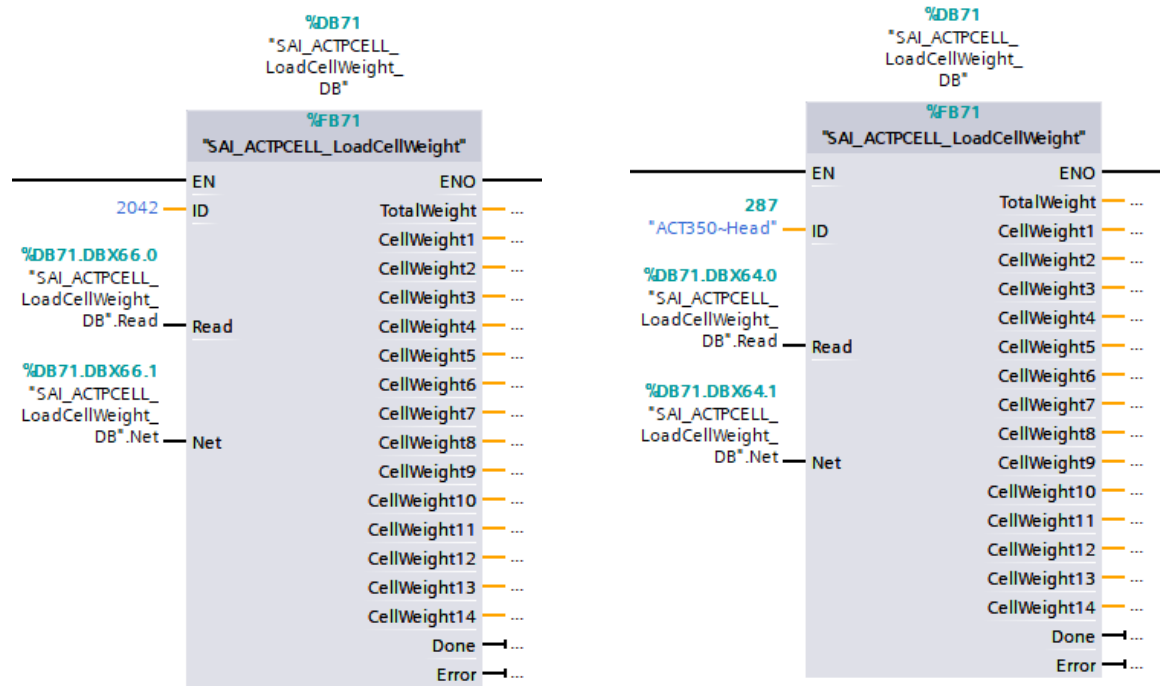 %DB71
"SAI_ACTPCELL_
LoadCellWeight_
DB"
%FB71
"SAI_ACTPCELL_LoadCellWeight"
EN
ENO
2042
ID
TotalWeight
...
CellWeight1
...
%DB71.DBX66.0
"SAI_ACTPCELL_
LoadCellWeight_
DB".Read
Read
CellWeight2
...
CellWeight3
...
CellWeight4
...
CellWeight5
...
%DB71.DBX66.1
"SAI_ACTPCELL_
LoadCellWeight_
DB".Net
Net
CellWeight6
...
CellWeight7
...
CellWeight8
...
CellWeight9
...
CellWeight10
...
CellWeight11
...
CellWeight12
...
CellWeight13
...
CellWeight14
...
Done
...
Error
...
%DB71
"SAI_ACTPCELL_
LoadCellWeight_
DB"
%FB71
"SAI_ACTPCELL_LoadCellWeight"
EN
ENO
287
"ACT350~Head"
ID
TotalWeight
...
CellWeight1
...
%DB71.DBX64.0
"SAI_ACTPCELL_
LoadCellWeight_
DB".Read
Read
CellWeight2
...
CellWeight3
...
CellWeight4
...
CellWeight5
...
%DB71.DBX64.1
"SAI_ACTPCELL_
LoadCellWeight_
DB".Net
Net
CellWeight6
...
CellWeight7
...
CellWeight8
...
CellWeight9
...
CellWeight10
...
CellWeight11
...
CellWeight12
...
CellWeight13
...
CellWeight14
...
Done
...
Error
...